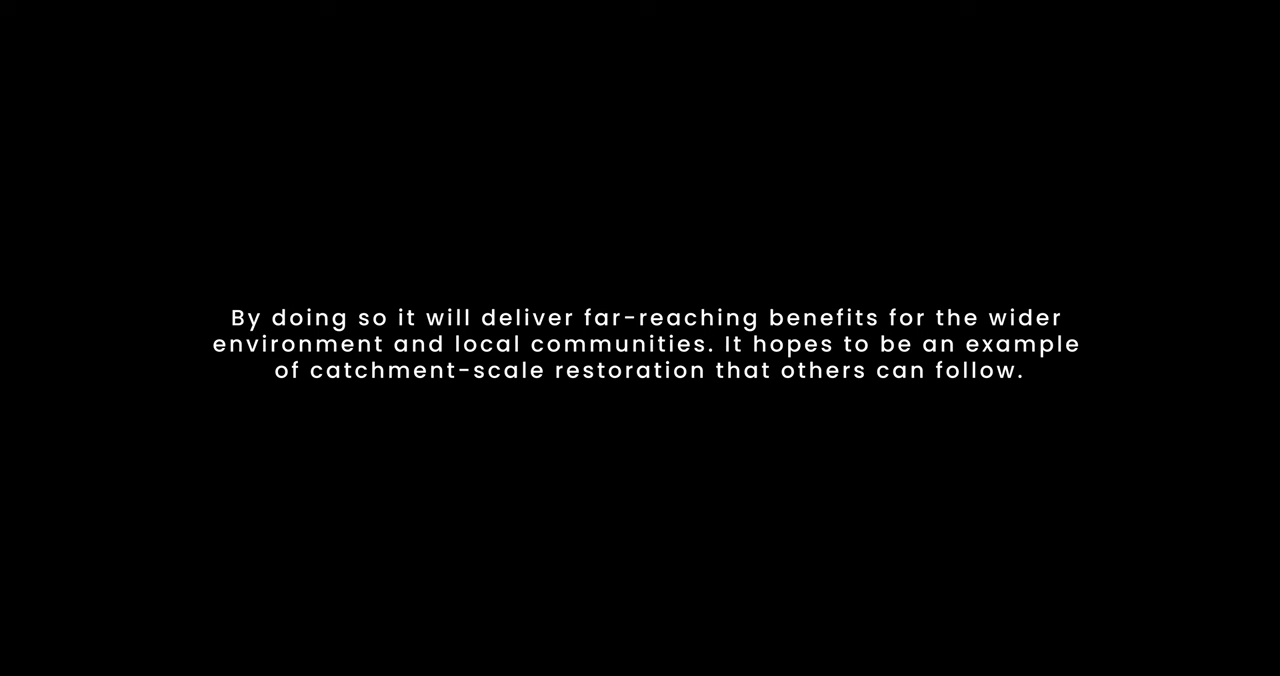 By doing so it will deliver far-reaching benefits for the wider
environment and local communities. It hopes to be an example
of catchment-scale restoration that others can follow.